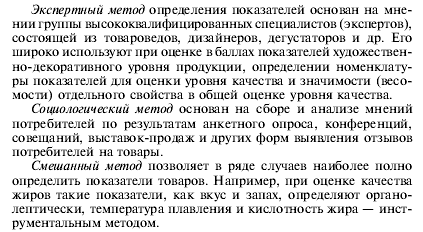 Экспертный метод определения показателей основан на мне-
нии группы высококвалифицированных специалистов (экспертов),
состоящей из товароведов, дизайнеров, дегустаторов и др. Его
широко используют при оценке в баллах показателей художествен-
но-декоративного уровня продукции, определении номенклату-
ры показателей для оценки уровня качества и значимости (весо-
мости) отдельного свойства в общей оценке уровня качества.
Социологический метод основан на сборе и анализе мнений
потребителей по результатам анкетного опроса, конференций,
совещаний, выставок-продаж и других форм выявления отзывов
потребителей на товары.
Смешанный метод позволяет в ряде случаев наиболее полно
определить показатели товаров. Например, при оценке качества
жиров такие показатели, как вкус и запах, определяют органо-
лептически, температура плавления и кислотность жира — инст-
рументальным методом.